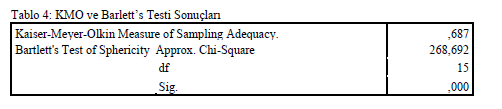 Tablo 4: KMO ve Barlett’s Testi Sonuçları
Kaiser-Meyer-Olkin Measure of Sampling Adequacy. ,687
Bartlett's Test of Sphericity Approx. Chi-Square 268,692
df 15
Sig. ,000